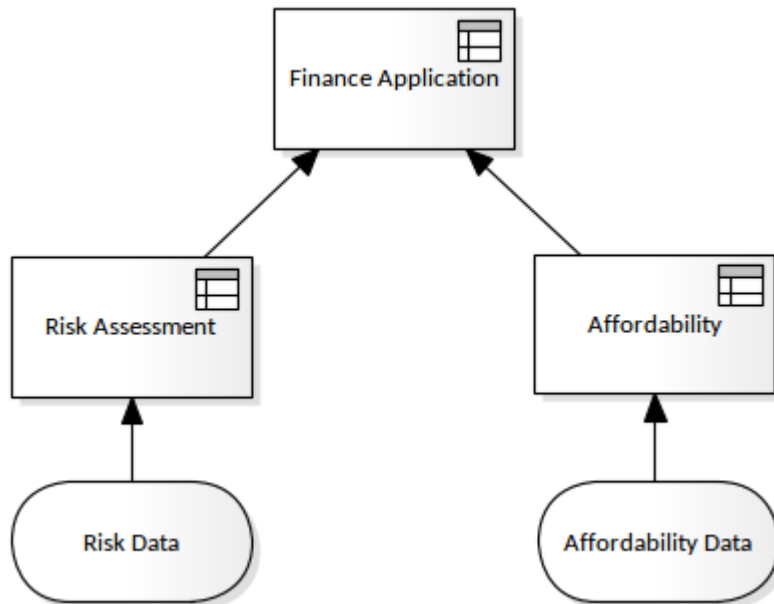 Finance Application
Risk Assessment
Affordability
Risk Data
Affordability Data